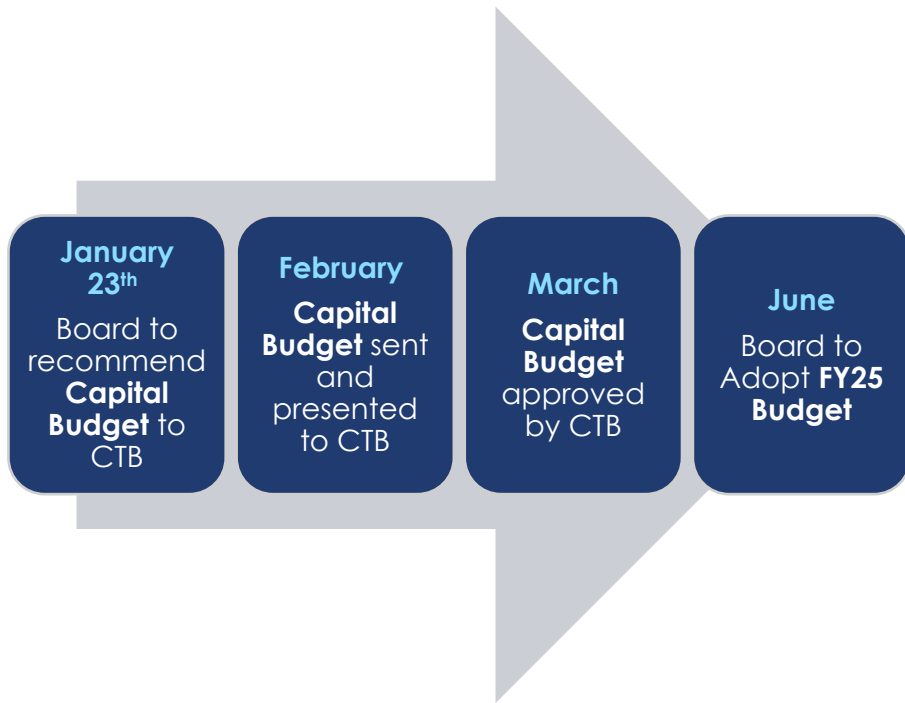 January
23th
Board to
recommend
Capital
Budget to
CTB
February
Capital
Budget sent
and
presented
to CTB
March
Capital
Budget
approved
by CTB
June
Board to
Adopt FY25
Budget